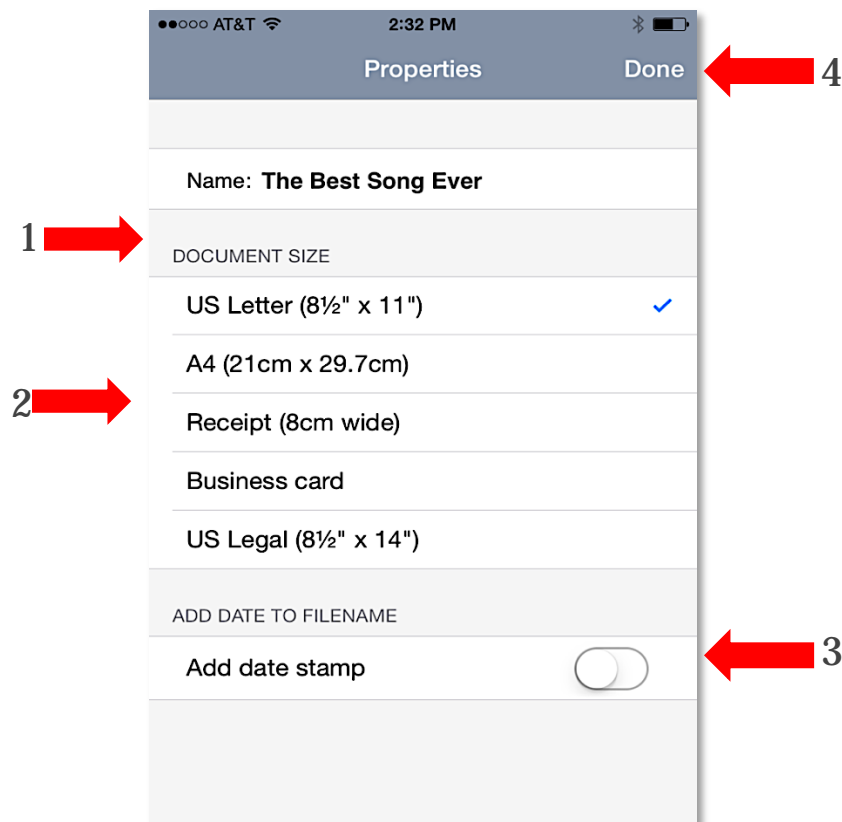 AT&T 2:32 PM
Properties Done 4
Name: The Best Song Ever
1
DOCUMENT SIZE
US Letter (8½" x 11")
A4 (21cm x 29.7cm)
2
Receipt (8cm wide)
Business card
US Legal (8½" x 14")
ADD DATE TO FILENAME
Add date stamp 3